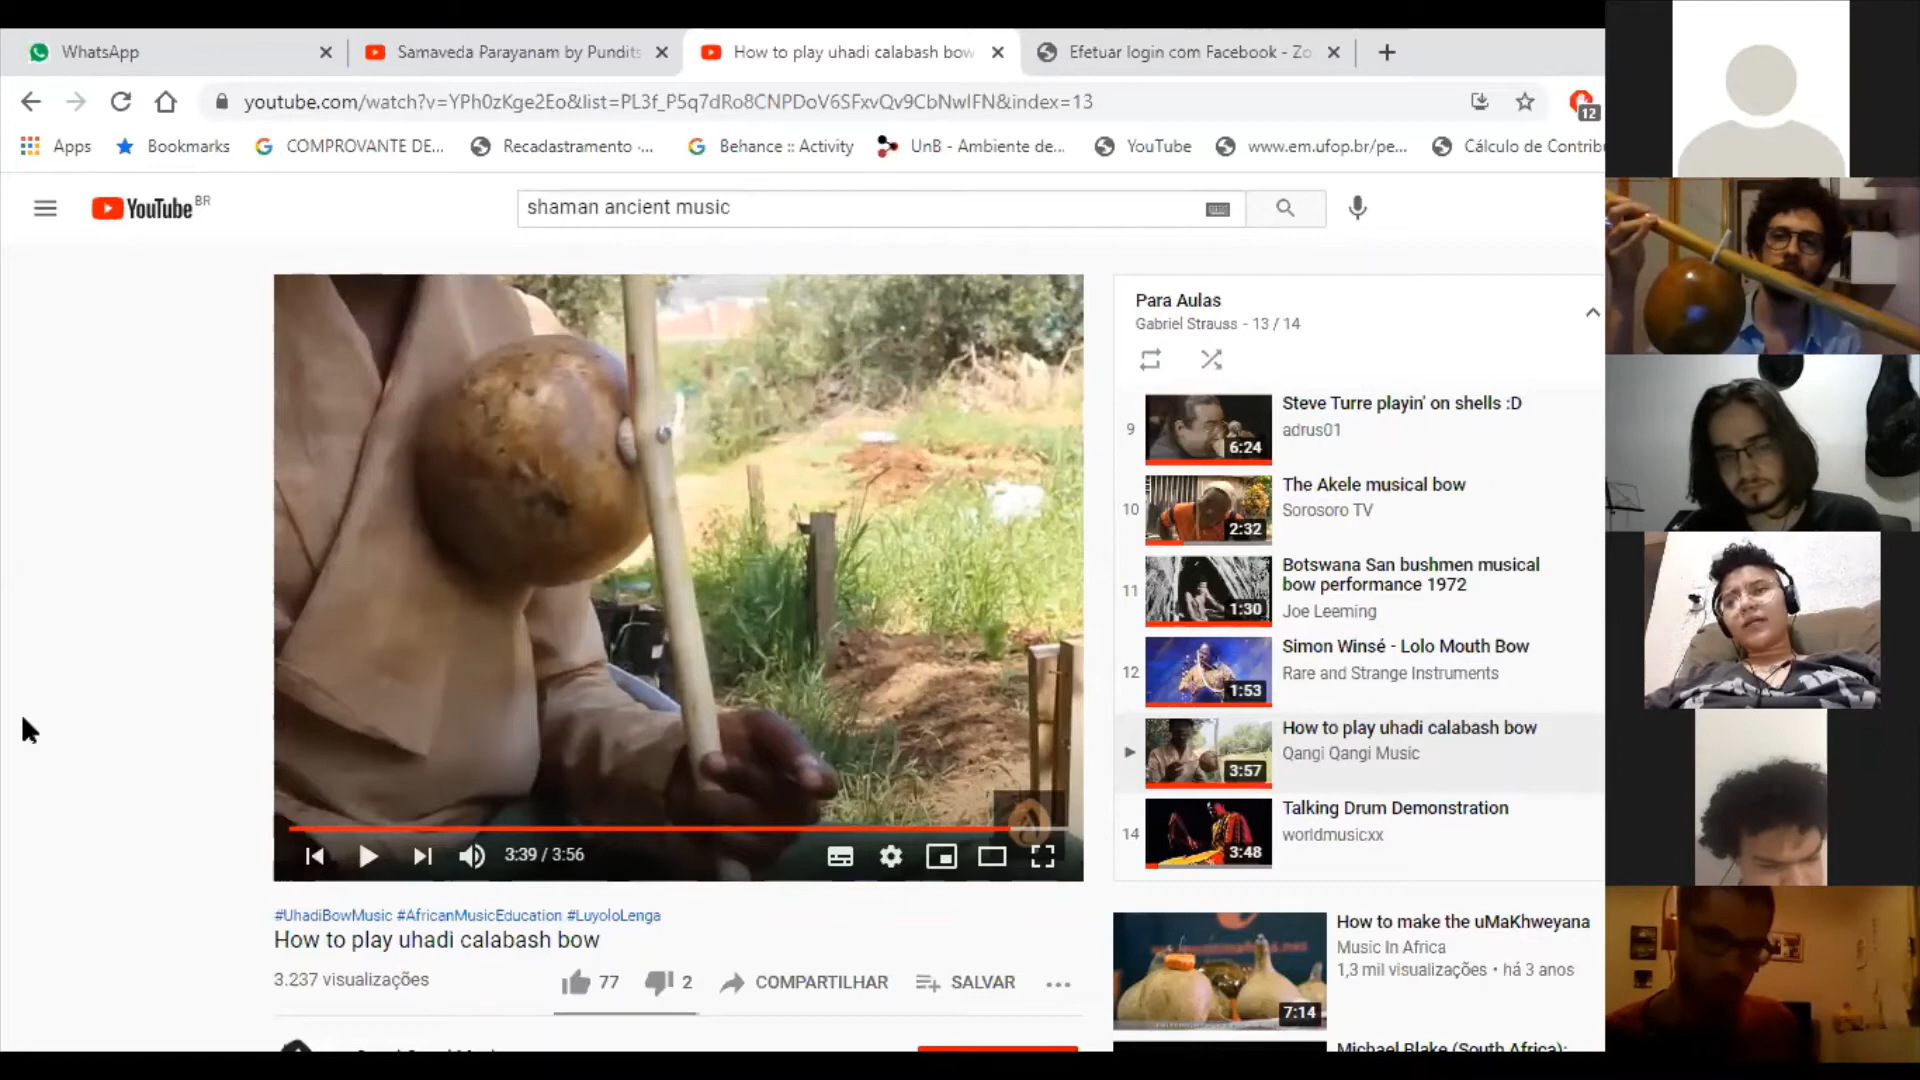 WhatsApp
Samaveda Parayanam by Pundits
How to play uhadi calabash bow
Efetuar login com Facebook - Zo
youtube.com/watch?v=YPh0zKge2Eo&list=PL3f_P5q7dRo8CNPDoV6SFxvQv9CbNwIFN&index=13
12
Apps
Bookmarks
COMPROVANTE DE...
Recadastramento -...
Behance :: Activity
UnB - Ambiente de...
YouTube
www.em.ufop.br/pe...
Cálculo de Contrib
YouTube BR
shaman ancient music
Para Aulas
Gabriel Strauss - 13 / 14
9
6:24
Steve Turre playin' on shells :D
adrus01
10
2:32
The Akele musical bow
Sorosoro TV
11
1:30
Botswana San bushmen musical
bow performance 1972
Joe Leeming
12
1:53
Simon Winsé - Lolo Mouth Bow
Rare and Strange Instruments
3:57
How to play uhadi calabash bow
Qangi Qangi Music
14
3:48
Talking Drum Demonstration
worldmusicxx
3:39 / 3:56
#UhadiBowMusic #AfricanMusicEducation #LuyoloLenga
How to play uhadi calabash bow
3.237 visualizações
77
2
COMPARTILHAR
SALVAR
7:14
How to make the uMaKhweyana
Music In Africa
1,3 mil visualizações • há 3 anos
Michael Blake (South Africa):